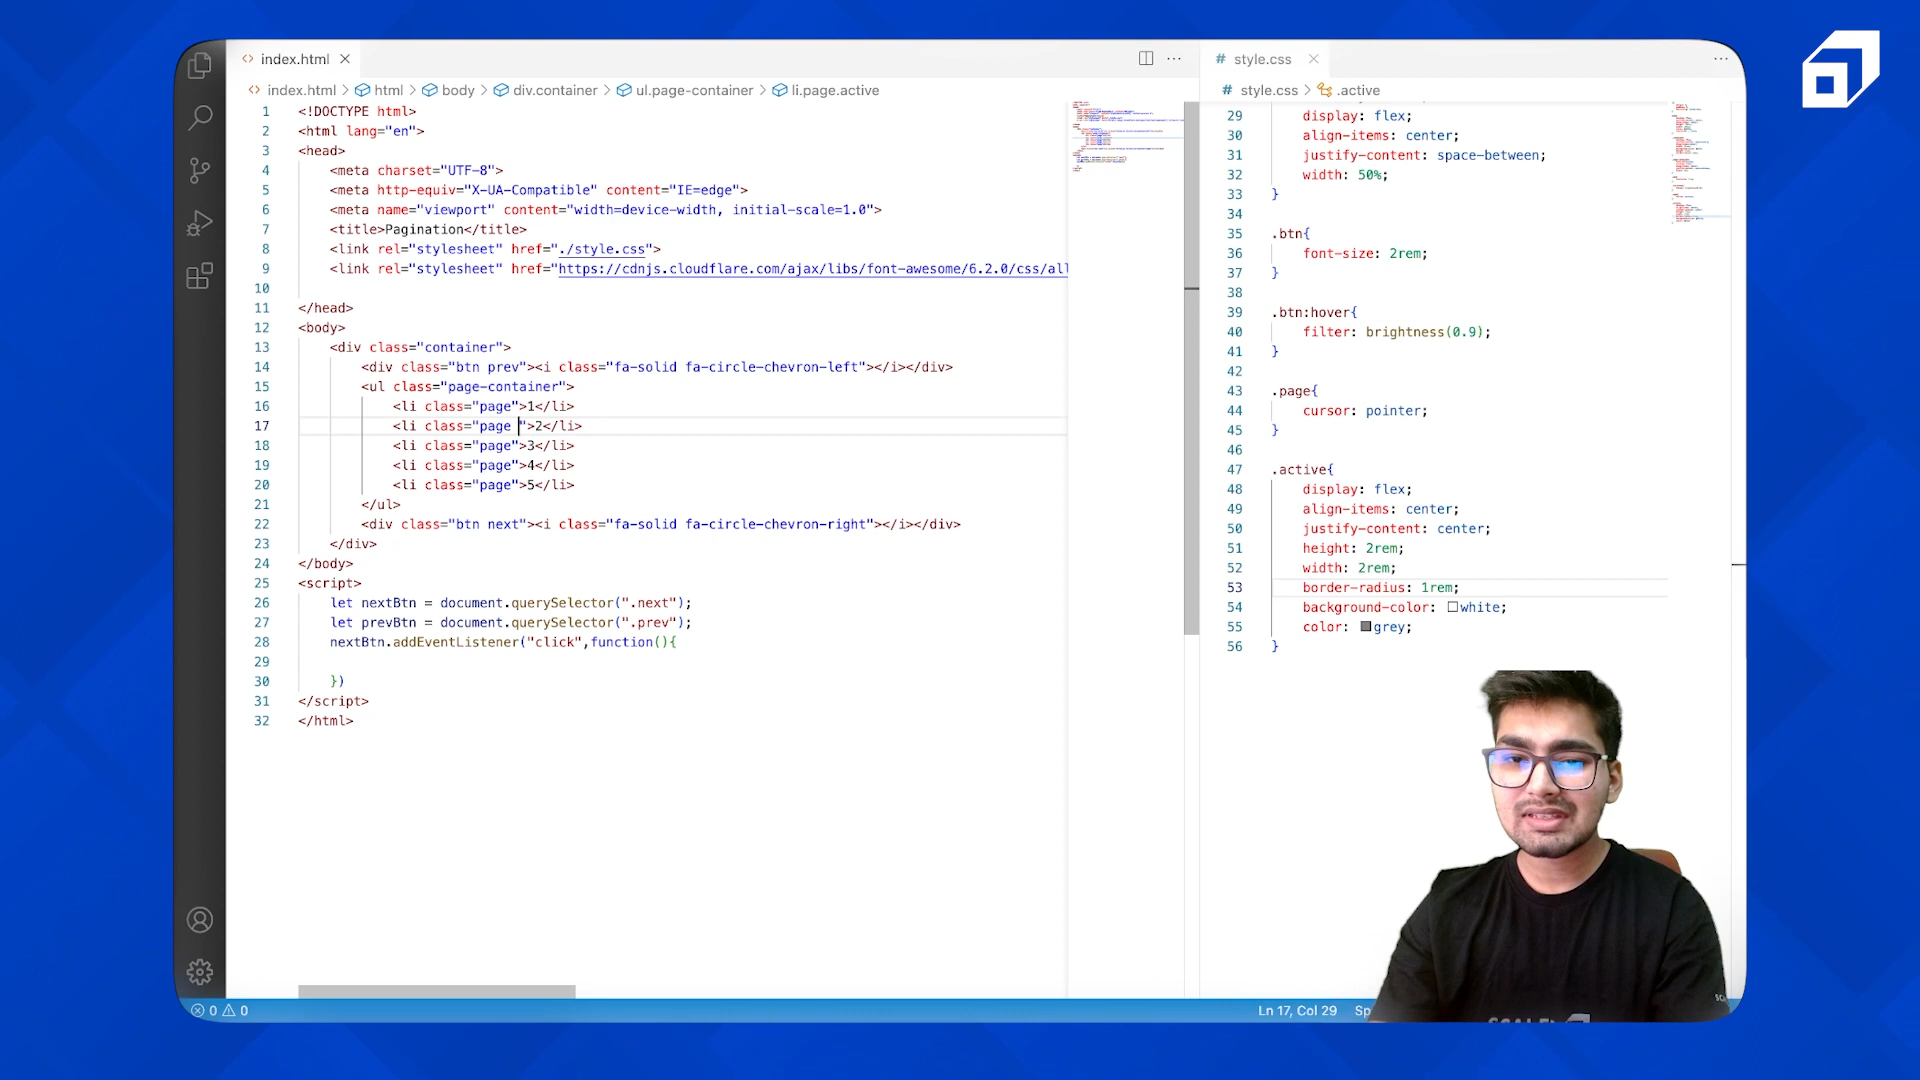 index.html
index.html > html > body > div.container > ul.page-container > li.page.active
1 <!DOCTYPE html>
2 <html lang="en">
3 <head>
4 <meta charset="UTF-8">
5 <meta http-equiv="X-UA-Compatible" content="IE=edge">
6 <meta name="viewport" content="width=device-width, initial-scale=1.0">
7 <title>Pagination</title>
8 <link rel="stylesheet" href="./style.css">
9 <link rel="stylesheet" href="https://cdnjs.cloudflare.com/ajax/libs/font-awesome/6.2.0/css/all
10
11 </head>
12 <body>
13 <div class="container">
14 <div class="btn prev"><i class="fa-solid fa-circle-chevron-left"></i></div>
15 <ul class="page-container">
16 <li class="page">1</li>
17 <li class="page ">2</li>
18 <li class="page">3</li>
19 <li class="page">4</li>
20 <li class="page">5</li>
21 </ul>
22 <div class="btn next"><i class="fa-solid fa-circle-chevron-right"></i></div>
23 </div>
24 </body>
25 <script>
26 let nextBtn = document.querySelector(".next");
27 let prevBtn = document.querySelector(".prev");
28 nextBtn.addEventListener("click",function(){
29
30 })
31 </script>
32 </html>
# style.css
# style.css > .active
29 display: flex;
30 align-items: center;
31 justify-content: space-between;
32 width: 50%;
33 }
34
35 .btn{
36 font-size: 2rem;
37 }
38
39 .btn:hover{
40 filter: brightness(0.9);
41 }
42
43 .page{
44 cursor: pointer;
45 }
46
47 .active{
48 display: flex;
49 align-items: center;
50 justify-content: center;
51 height: 2rem;
52 width: 2rem;
53 border-radius: 1rem;
54 background-color: white;
55 color: grey;
56 }
0 0
Ln 17, Col 29 Sp